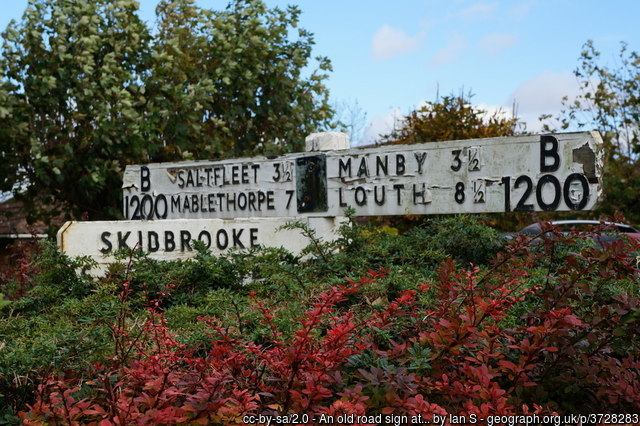 B SALTFLEET 3½
1200 MABLETHORPE 7
MANBY 3½ B
LOUTH 8½ 1200
SKIDBROOKE
cc-by-sa/2.0 - An old road sign at... by Ian S - geograph.org.uk/p/3728283